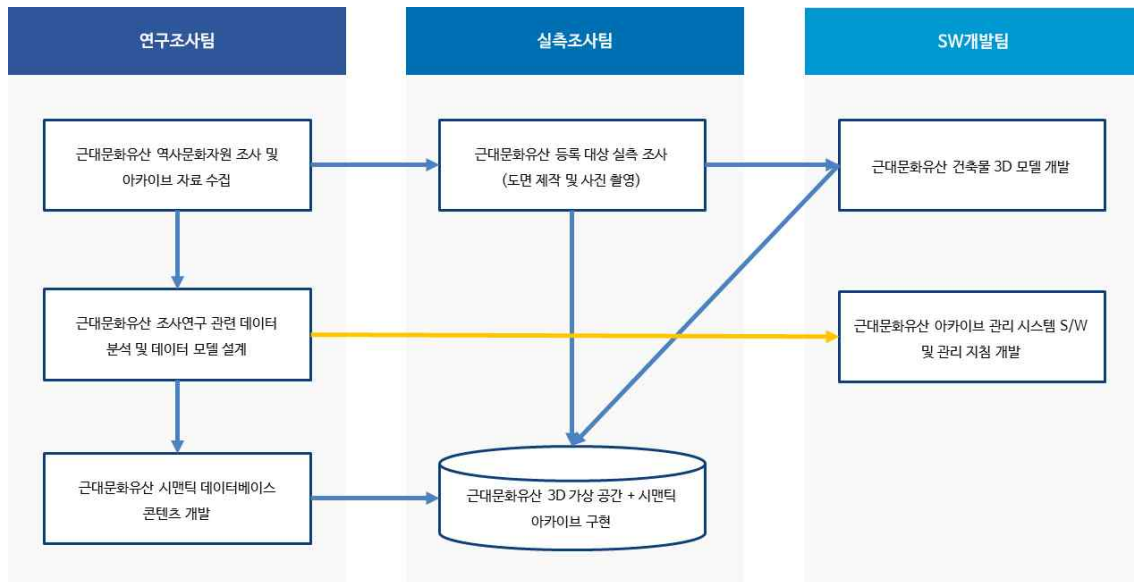 연구조사팀
실측조사팀
SW개발팀
근대문화유산 역사문화자원 조사 및
아카이브 자료 수집
근대문화유산 등록 대상 실측 조사
(도면 제작 및 사진 촬영)
근대문화유산 건축물 3D 모델 개발
근대문화유산 조사연구 관련 데이터
분석 및 데이터 모델 설계
근대문화유산 아카이브 관리 시스템 S/W
및 관리 지침 개발
근대문화유산 시맨틱 데이터베이스
콘텐츠 개발
근대문화유산 3D 가상 공간 + 시맨틱
아카이브 구현